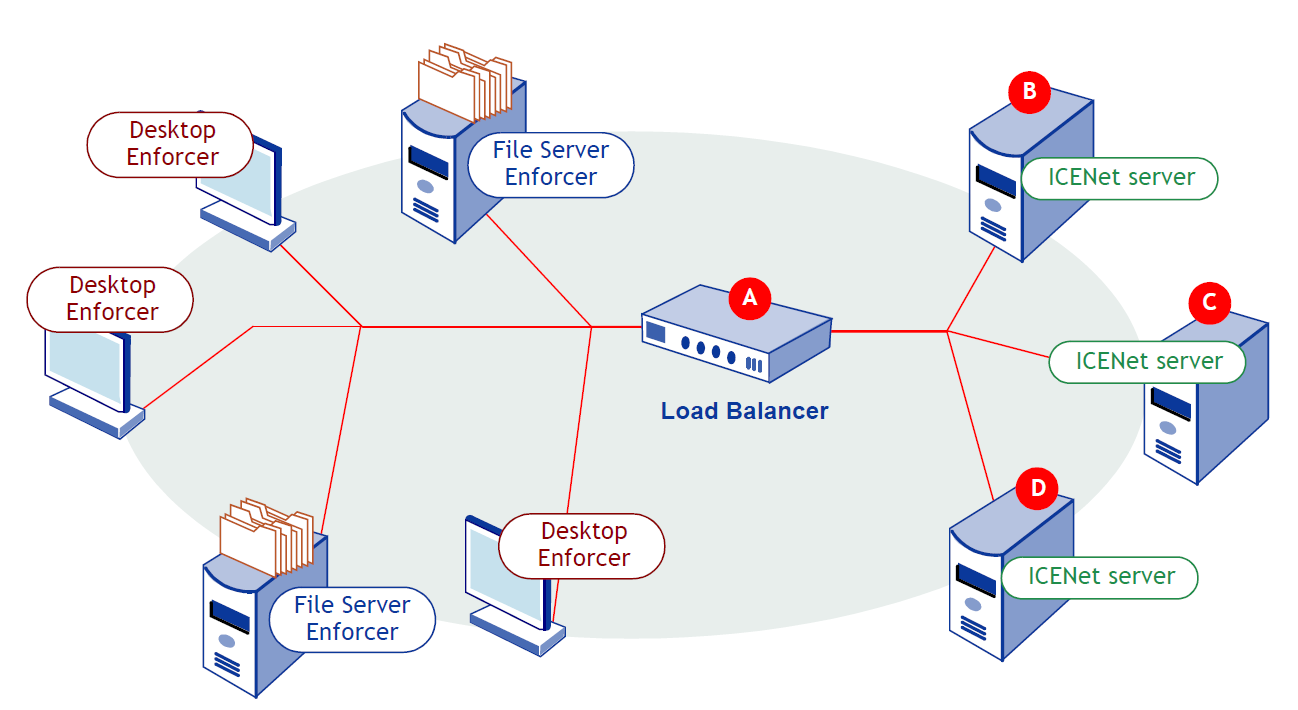 Desktop
Enforcer
File Server
Enforcer
B
ICENet server
Desktop
Enforcer
A
Load Balancer
C
ICENet server
File Server
Enforcer
Desktop
Enforcer
D
ICENet server